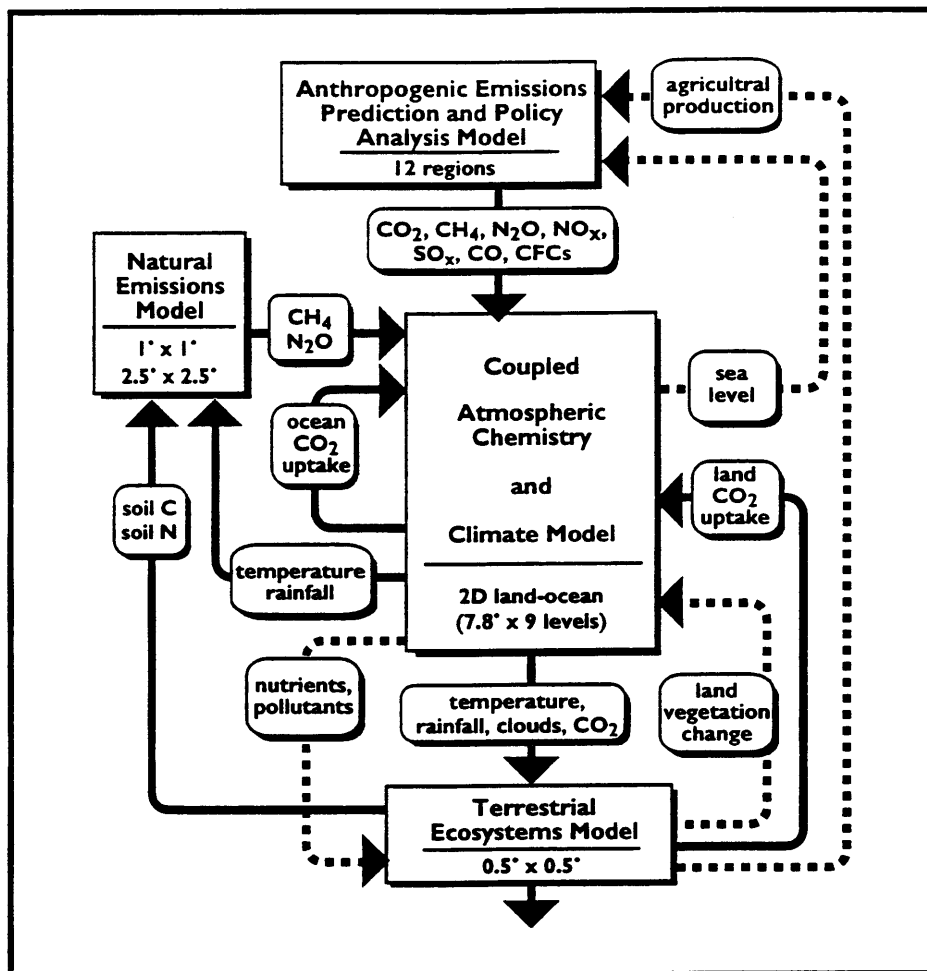 Anthropogenic Emissions
Prediction and Policy
Analysis Model
12 regions
agricultral
production
CO₂, CH₄, N₂O, NOₓ,
SOₓ, CO, CFCs
Natural
Emissions
Model
1° x 1°
2.5° x 2.5°
CH₄
N₂O
Coupled
Atmospheric
Chemistry
and
Climate Model
2D land-ocean
(7.8° x 9 levels)
sea
level
ocean
CO₂
uptake
land
CO₂
uptake
soil C
soil N
temperature
rainfall
nutrients,
pollutants
temperature,
rainfall, clouds, CO₂
land
vegetation
change
Terrestrial
Ecosystems Model
0.5° x 0.5°